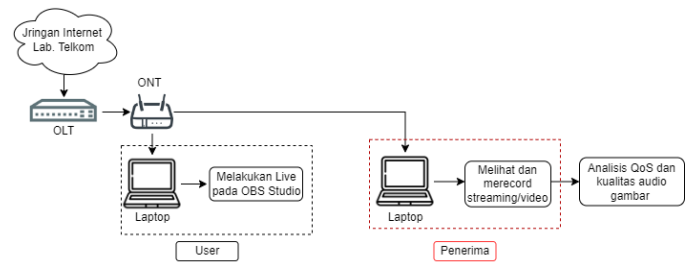 Jringan Internet
Lab. Telkom
ONT
OLT
Melakukan Live
pada OBS Studio
Laptop
User
Melihat dan
merecord
streaming/video
Laptop
Penerima
Analisis QoS dan
kualitas audio
gambar